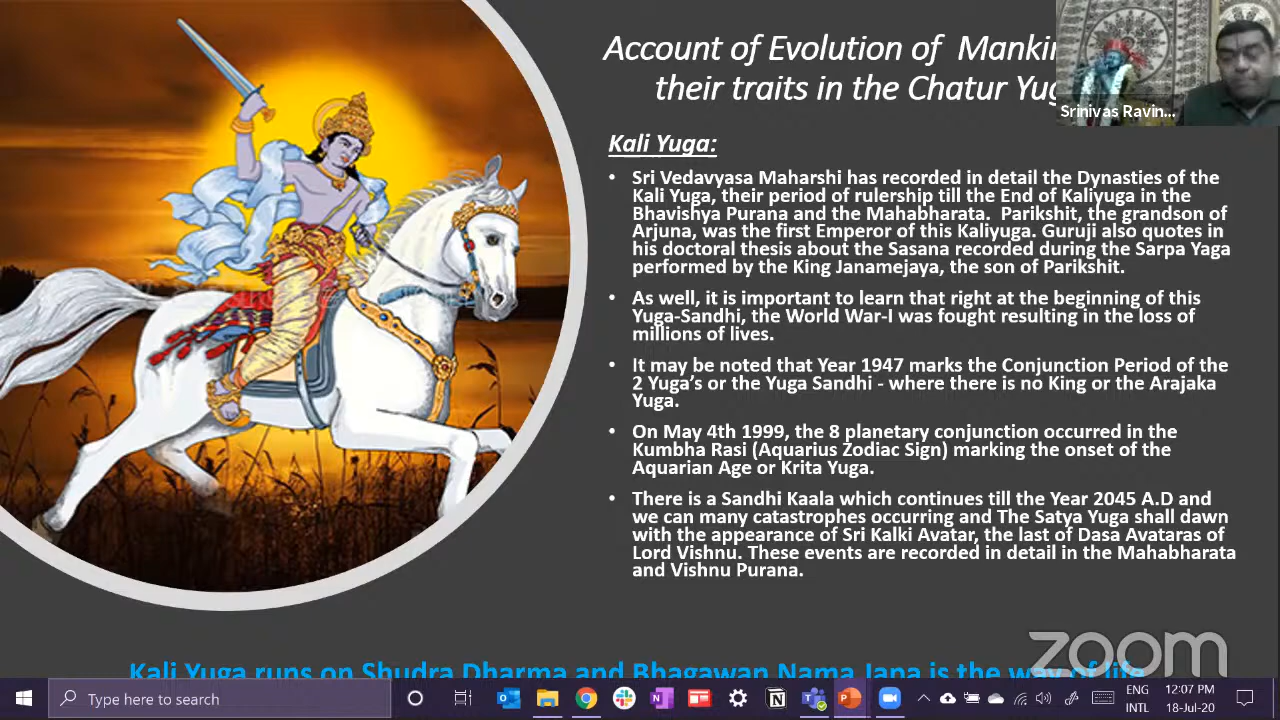 Account of Evolution of Mankin
their traits in the Chatur Yug
Srinivas Ravin...
Kali Yuga:
• Sri Vedavyasa Maharshi has recorded in detail the Dynasties of the
Kali Yuga, their period of rulership till the End of Kaliyuga in the
Bhavishya Purana and the Mahabharata. Parikshit, the grandson of
Arjuna, was the first Emperor of this Kaliyuga. Guruji also quotes in
his doctoral thesis about the Sasana recorded during the Sarpa Yaga
performed by the King Janamejaya, the son of Parikshit.
• As well, it is important to learn that right at the beginning of this
Yuga-Sandhi, the World War-I was fought resulting in the loss of
millions of lives.
• It may be noted that Year 1947 marks the Conjunction Period of the
2 Yuga's or the Yuga Sandhi - where there is no King or the Arajaka
Yuga.
• On May 4th 1999, the 8 planetary conjunction occurred in the
Kumbha Rasi (Aquarius Zodiac Sign) marking the onset of the
Aquarian Age or Krita Yuga.
• There is a Sandhi Kaala which continues till the Year 2045 A.D and
we can many catastrophes occurring and The Satya Yuga shall dawn
with the appearance of Sri Kalki Avatar, the last of Dasa Avataras of
Lord Vishnu. These events are recorded in detail in the Mahabharata
and Vishnu Purana.
zoom
Kali Yuga runs on Shudra Dharma and Bhagawan Nama Japa is the way of life
Type here to search
ENG
INTL
12:07 PM
18-Jul-20